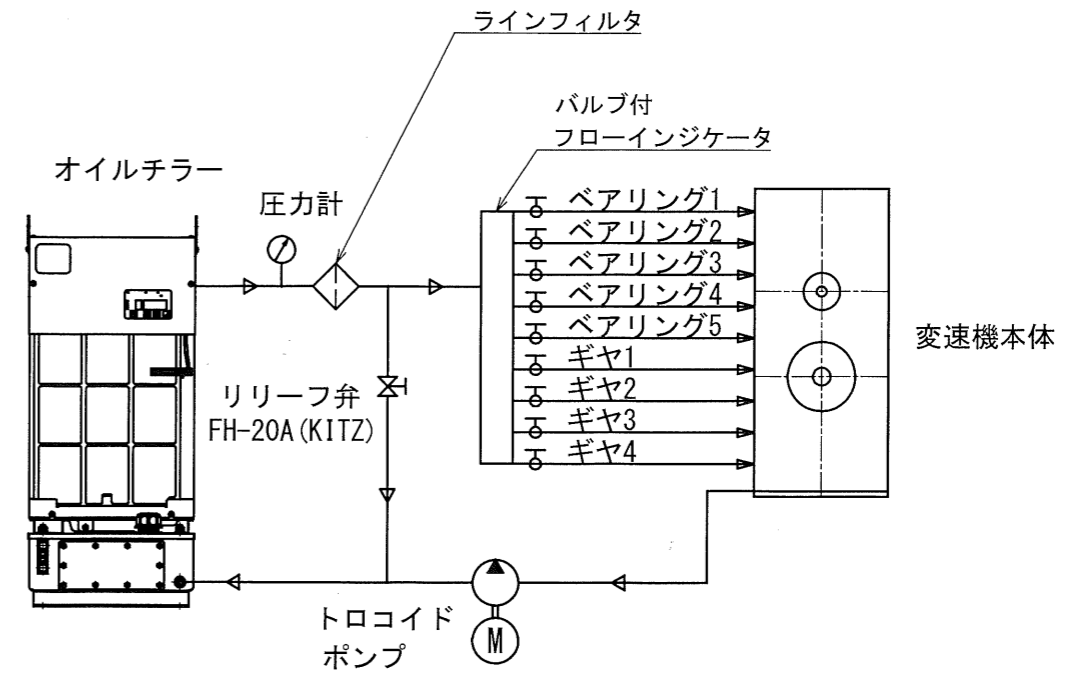 ラインフィルタ
バルブ付
フローインジケータ
オイルチラー
圧力計
ベアリング1
ベアリング2
ベアリング3
ベアリング4
ベアリング5
ギヤ1
ギヤ2
ギヤ3
ギヤ4
変速機本体
リリーフ弁
FH-20A(KITZ)
トロコイド
ポンプ
M